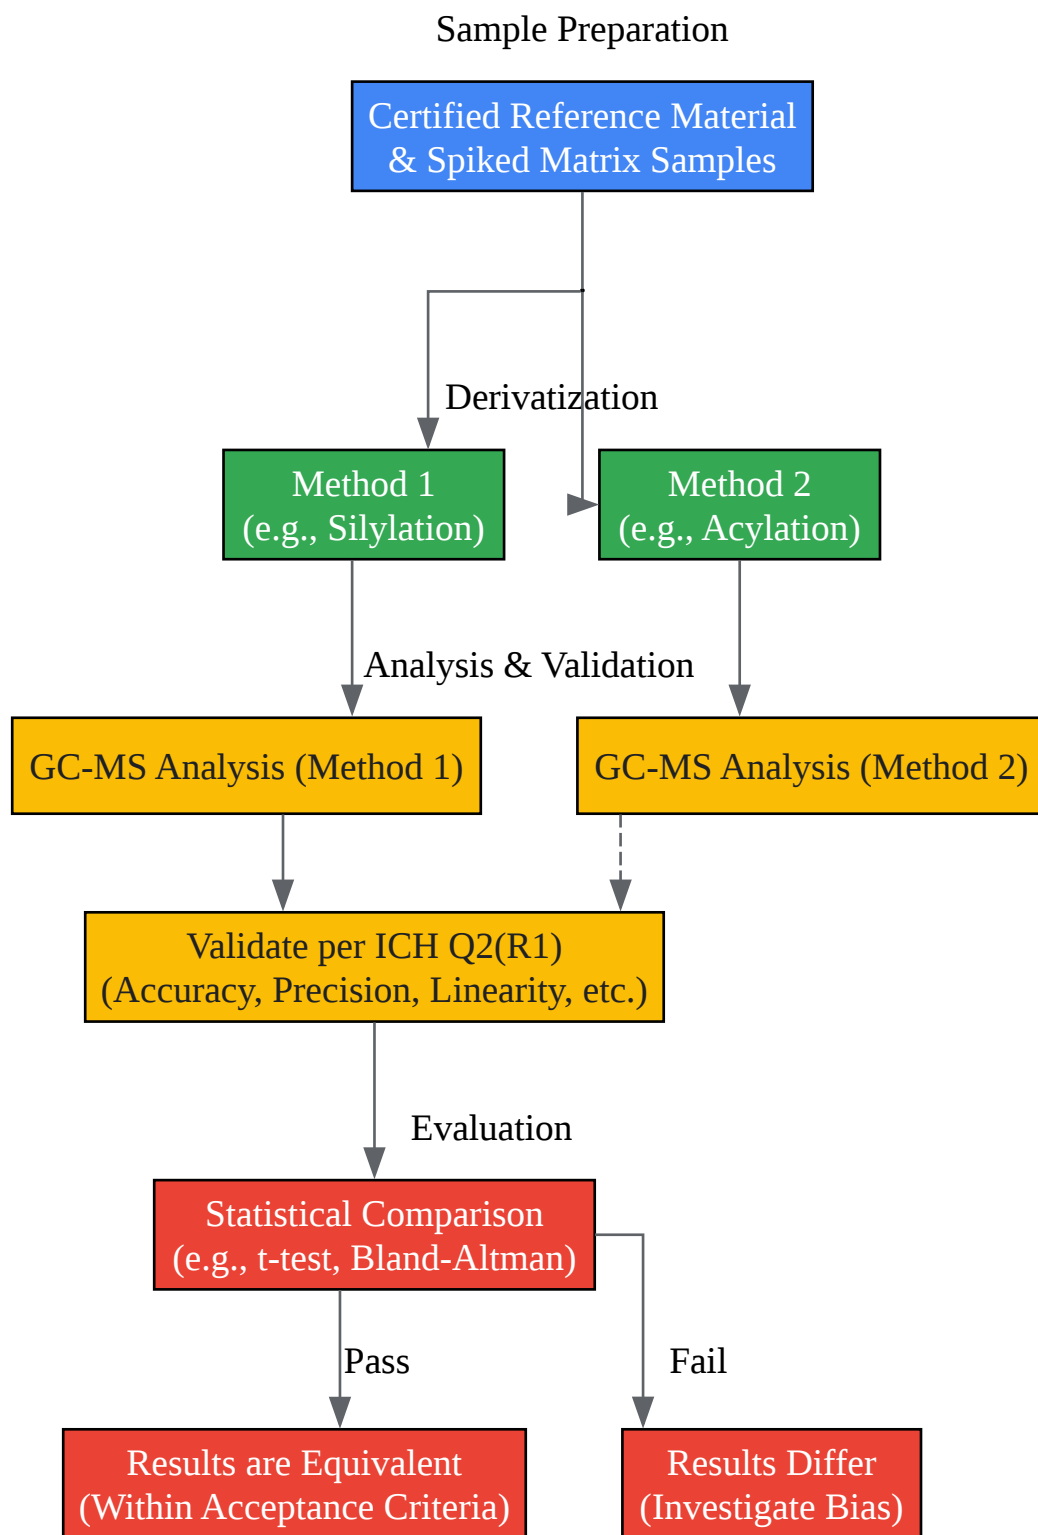 Sample Preparation
Certified Reference Material
& Spiked Matrix Samples
Derivatization
Method 1
(e.g., Silylation)
Method 2
(e.g., Acylation)
Analysis & Validation
GC-MS Analysis (Method 1)
GC-MS Analysis (Method 2)
Validate per ICH Q2(R1)
(Accuracy, Precision, Linearity, etc.)
Evaluation
Statistical Comparison
(e.g., t-test, Bland-Altman)
Pass
Fail
Results are Equivalent
(Within Acceptance Criteria)
Results Differ
(Investigate Bias)